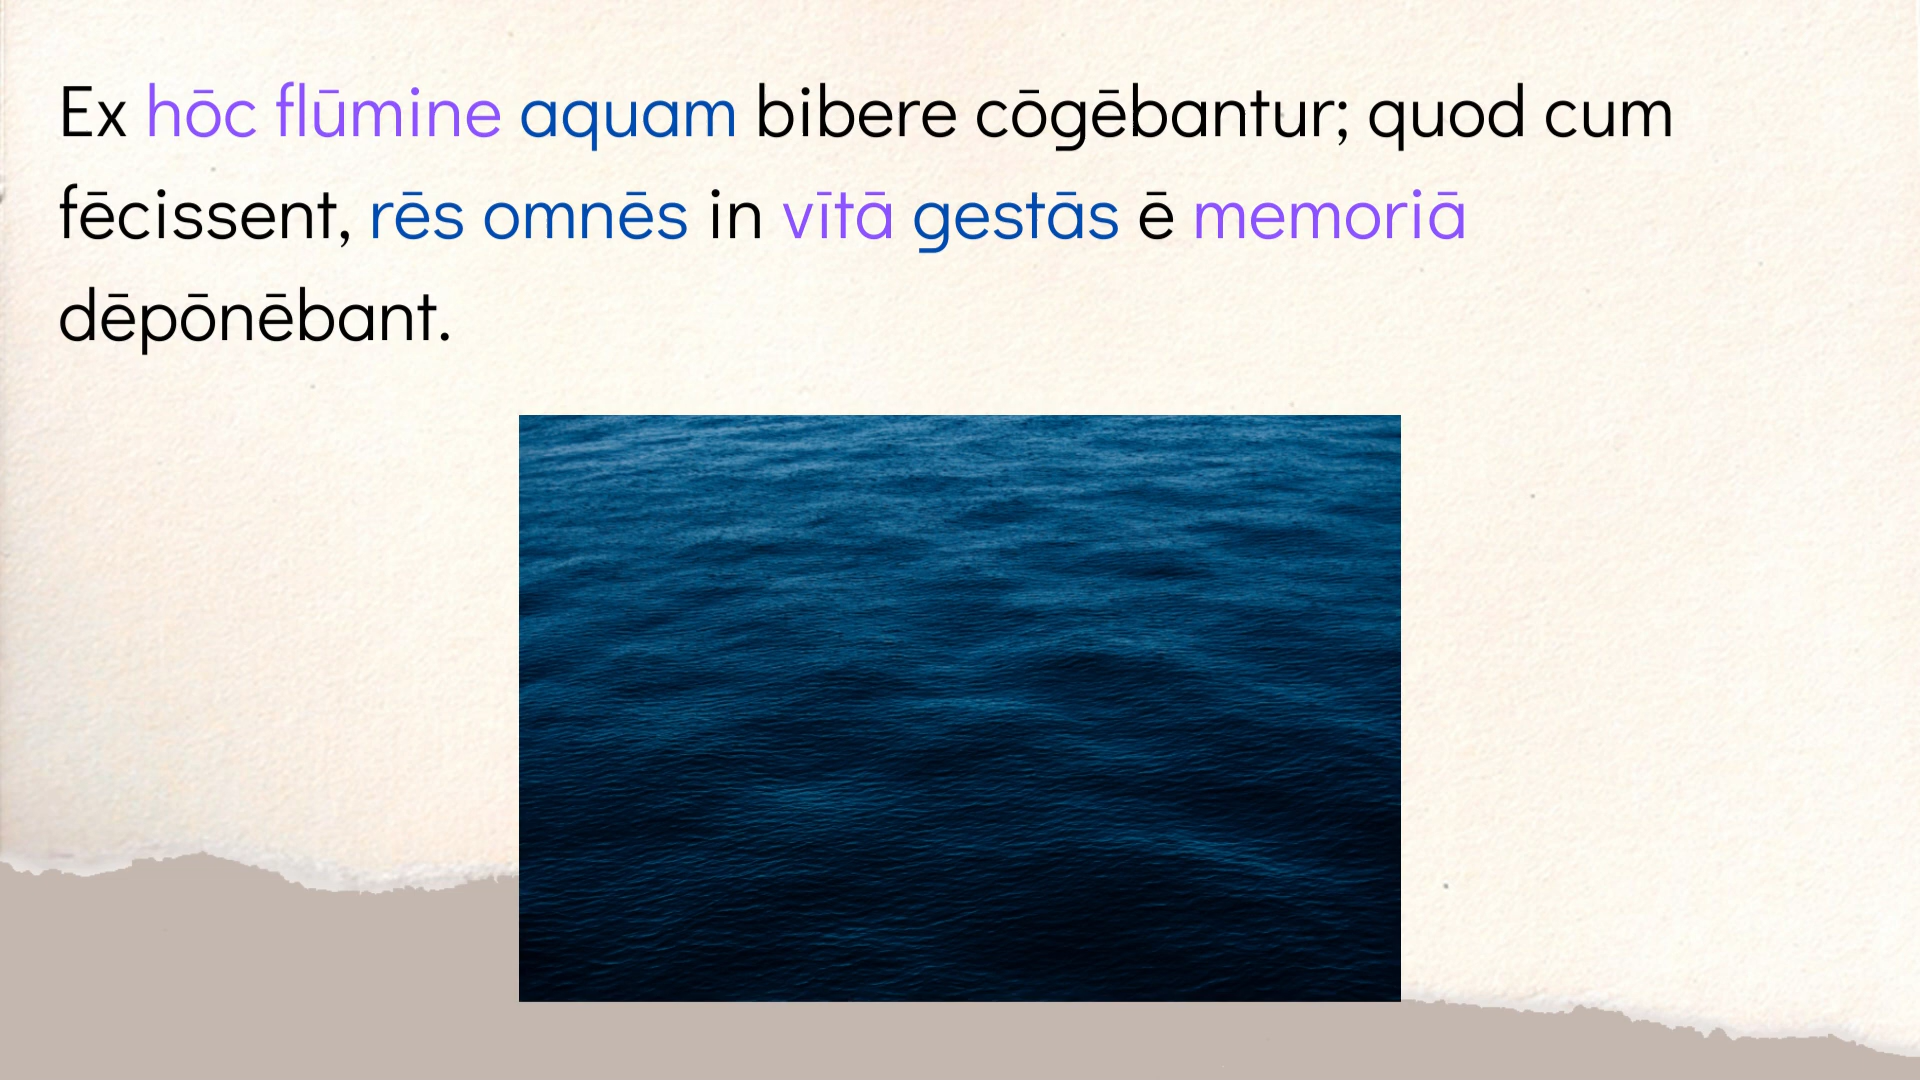 Ex hōc flūmine aquam bibere cōgēbantur; quod cum
fēcissent, rēs omnēs in vītā gestās ē memoriā
dēpōnēbant.